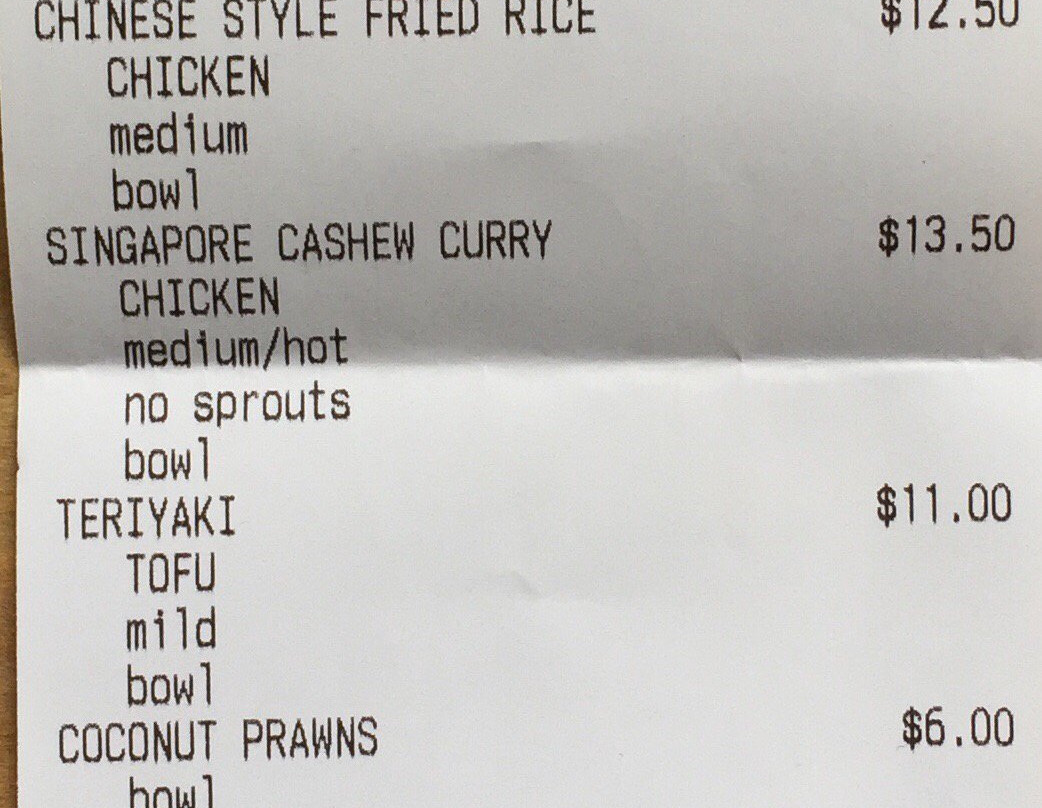 CHINESE STYLE FRIED RICE $12.50
CHICKEN
medium
bowl
SINGAPORE CASHEW CURRY $13.50
CHICKEN
medium/hot
no sprouts
bowl
TERIYAKI $11.00
TOFU
mild
bowl
COCONUT PRAWNS $6.00
bowl